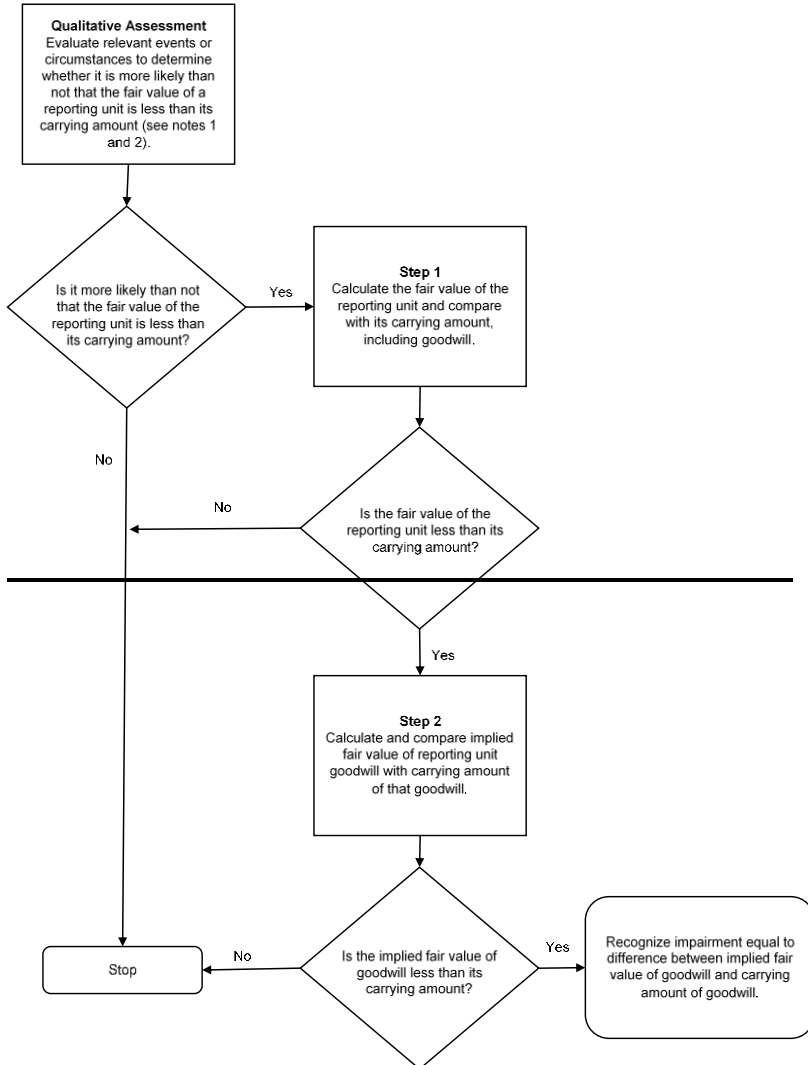 Qualitative Assessment
Evaluate relevant events or
circumstances to determine
whether it is more likely than
not that the fair value of a
reporting unit is less than its
carrying amount (see notes 1
and 2).
Is it more likely than not
that the fair value of the
reporting unit is less than
its carrying amount?
Yes
Step 1
Calculate the fair value of the
reporting unit and compare
with its carrying amount,
including goodwill.
No
No
Is the fair value of the
reporting unit less than its
carrying amount?
Yes
Step 2
Calculate and compare implied
fair value of reporting unit
goodwill with carrying amount
of that goodwill.
Stop
No
Is the implied fair value of
goodwill less than its
carrying amount?
Yes
Recognize impairment equal to
difference between implied fair
value of goodwill and carrying
amount of goodwill.